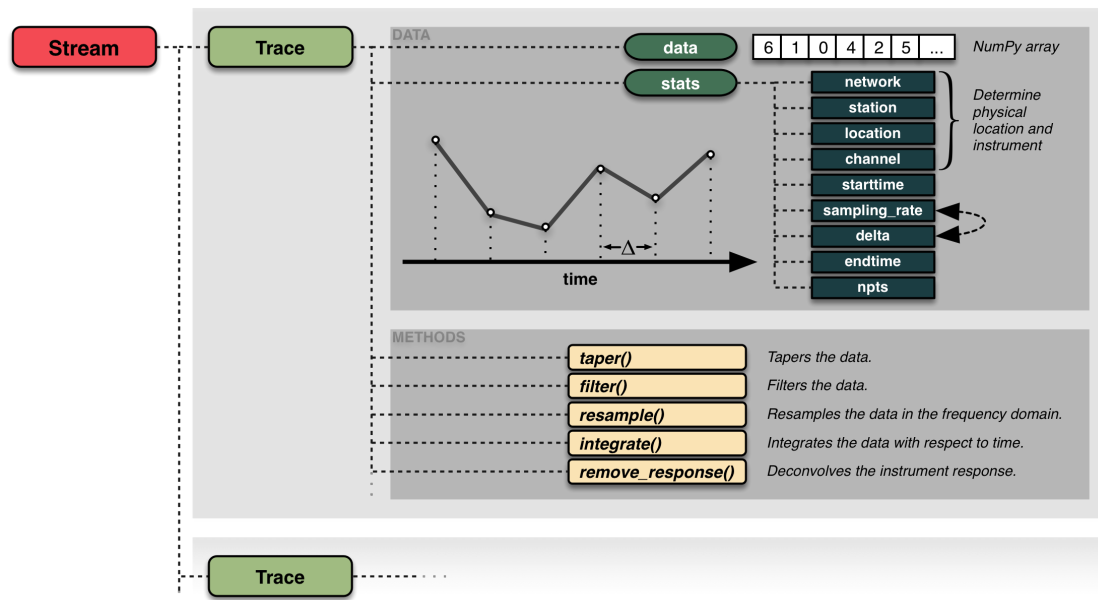 Stream
Trace
DATA
data
6 1 0 4 2 5 ...
NumPy array
stats
network
station
location
channel
starttime
sampling_rate
delta
endtime
npts
Determine
physical
location and
instrument
Δ
time
METHODS
taper() Tapers the data.
filter() Filters the data.
resample() Resamples the data in the frequency domain.
integrate() Integrates the data with respect to time.
remove_response() Deconvolves the instrument response.
Trace